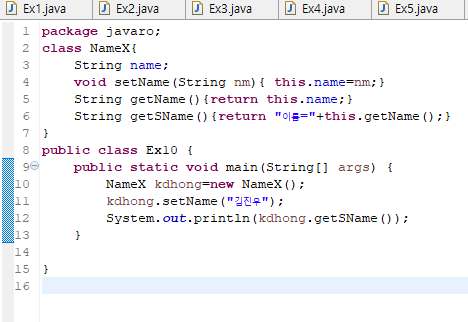 Ex1.java Ex2.java Ex3.java Ex4.java Ex5.java
1 package javaro;
2 class NameX{
3 String name;
4 void setName(String nm){ this.name=nm;}
5 String getName(){return this.name;}
6 String getSName(){return "이름="+this.getName();}
7 }
8 public class Ex10 {
9 public static void main(String[] args) {
10 NameX kdhong=new NameX();
11 kdhong.setName("김진우");
12 System.out.println(kdhong.getSName());
13 }
14
15 }
16